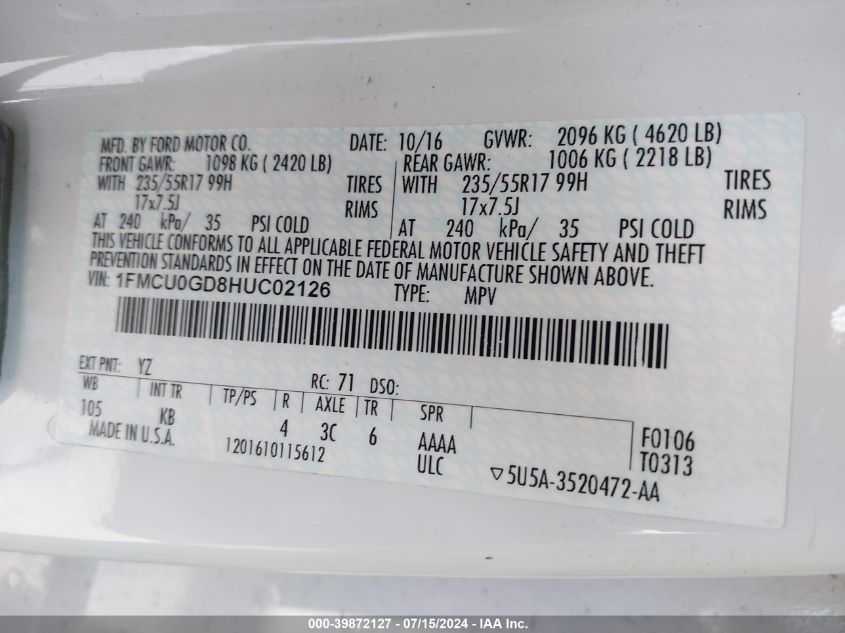 MFD. BY FORD MOTOR CO. DATE: 10/16 GVWR: 2096 KG ( 4620 LB)
FRONT GAWR: 1098 KG ( 2420 LB) REAR GAWR: 1006 KG ( 2218 LB)
WITH 235/55R17 99H TIRES WITH 235/55R17 99H TIRES
17x7.5J RIMS 17x7.5J RIMS
AT 240 kPa/ 35 PSI COLD AT 240 kPa/ 35 PSI COLD
THIS VEHICLE CONFORMS TO ALL APPLICABLE FEDERAL MOTOR VEHICLE SAFETY AND THEFT
PREVENTION STANDARDS IN EFFECT ON THE DATE OF MANUFACTURE SHOWN ABOVE.
VIN: 1FMCU0GD8HUC02126 TYPE: MPV
EXT PNT: YZ RC: 71 DSO:
WB INT TR TP/PS R AXLE TR SPR
105 KB 4 3C 6 AAAA F0106
MADE IN U.S.A. 1201610115612 ULC T0313
▽5U5A-3520472-AA
000-39872127 - 07/15/2024 - IAA Inc.